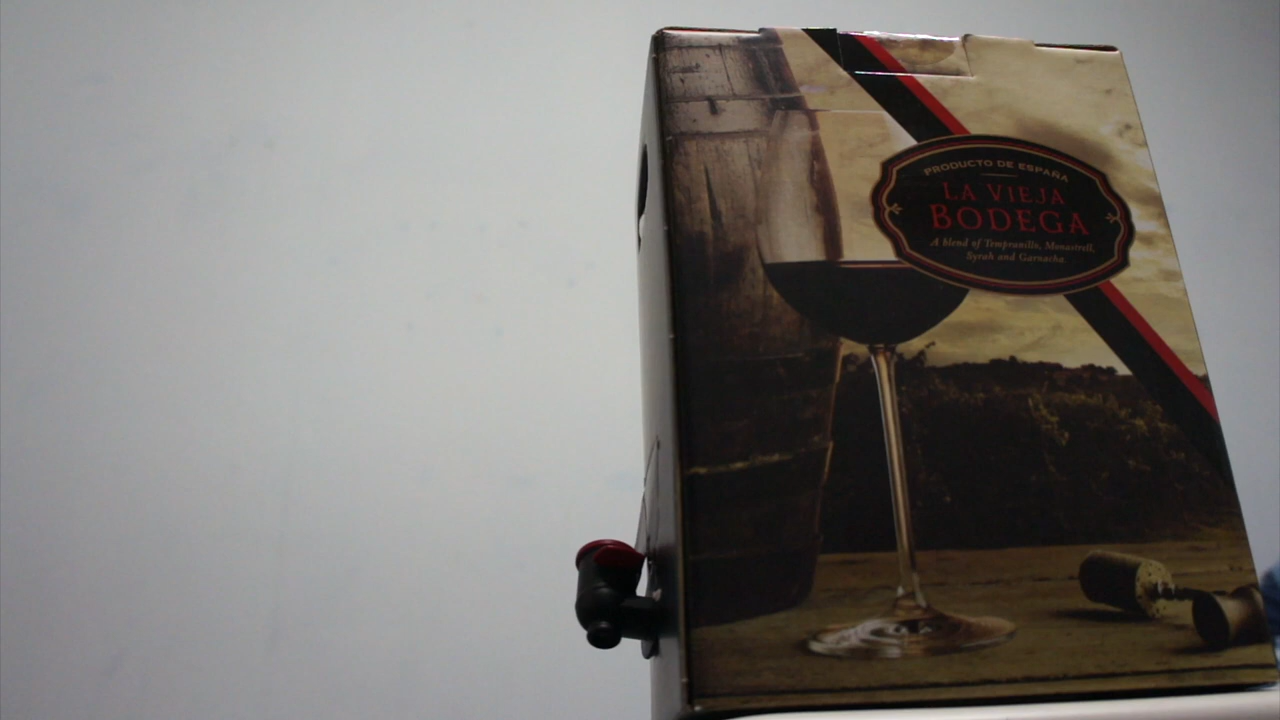 PRODUCTO DE ESPAÑA
LA VIEJA
BODEGA
A blend of Tempranillo, Monastrell,
Syrah and Garnacha.